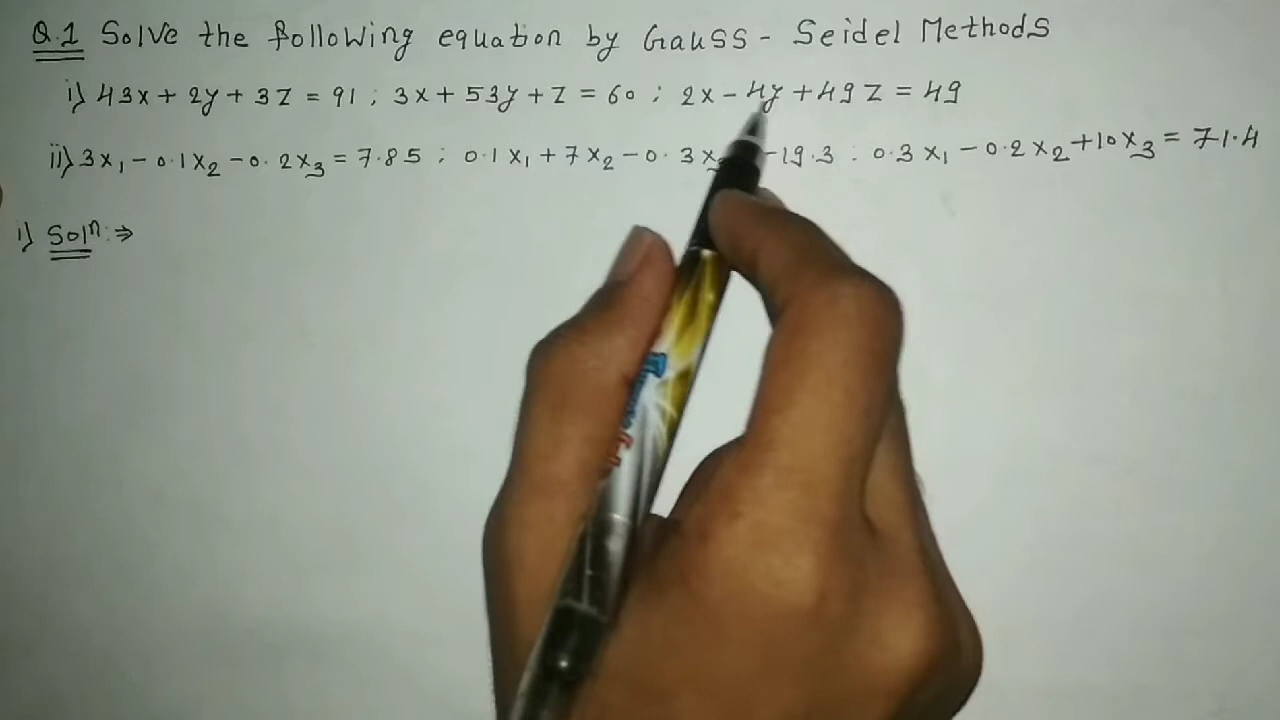 Q.1 Solve the following equation by Gauss - Seidel Methods
i) 43x + 2y + 3z = 91 ; 3x + 53y + z = 60 ; 2x - 4y + 49z = 49
ii) 3x₁ - 0.1x₂ - 0.2x₃ = 7.85 ; 0.1x₁ + 7x₂ - 0.3x -19.3 : 0.3x₁ - 0.2x₂ + 10x₃ = 71.4
i) Solⁿ: ⇒